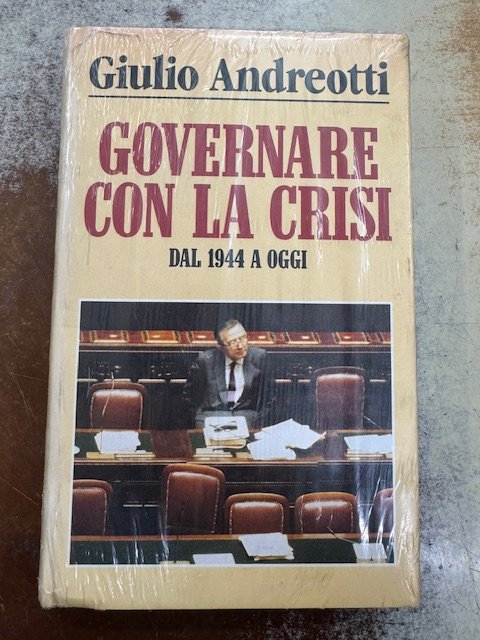 Giulio Andreotti
GOVERNARE
CON LA CRISI
DAL 1944 A OGGI